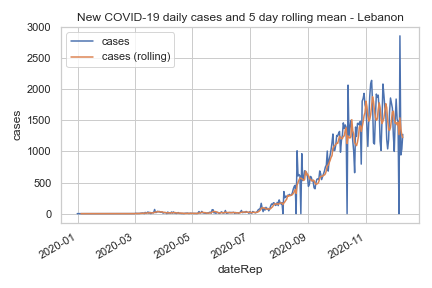 New COVID-19 daily cases and 5 day rolling mean - Lebanon
cases
cases (rolling)
3000
2500
2000
1500
1000
500
0
cases
2020-01
2020-03
2020-05
2020-07
2020-09
2020-11
dateRep